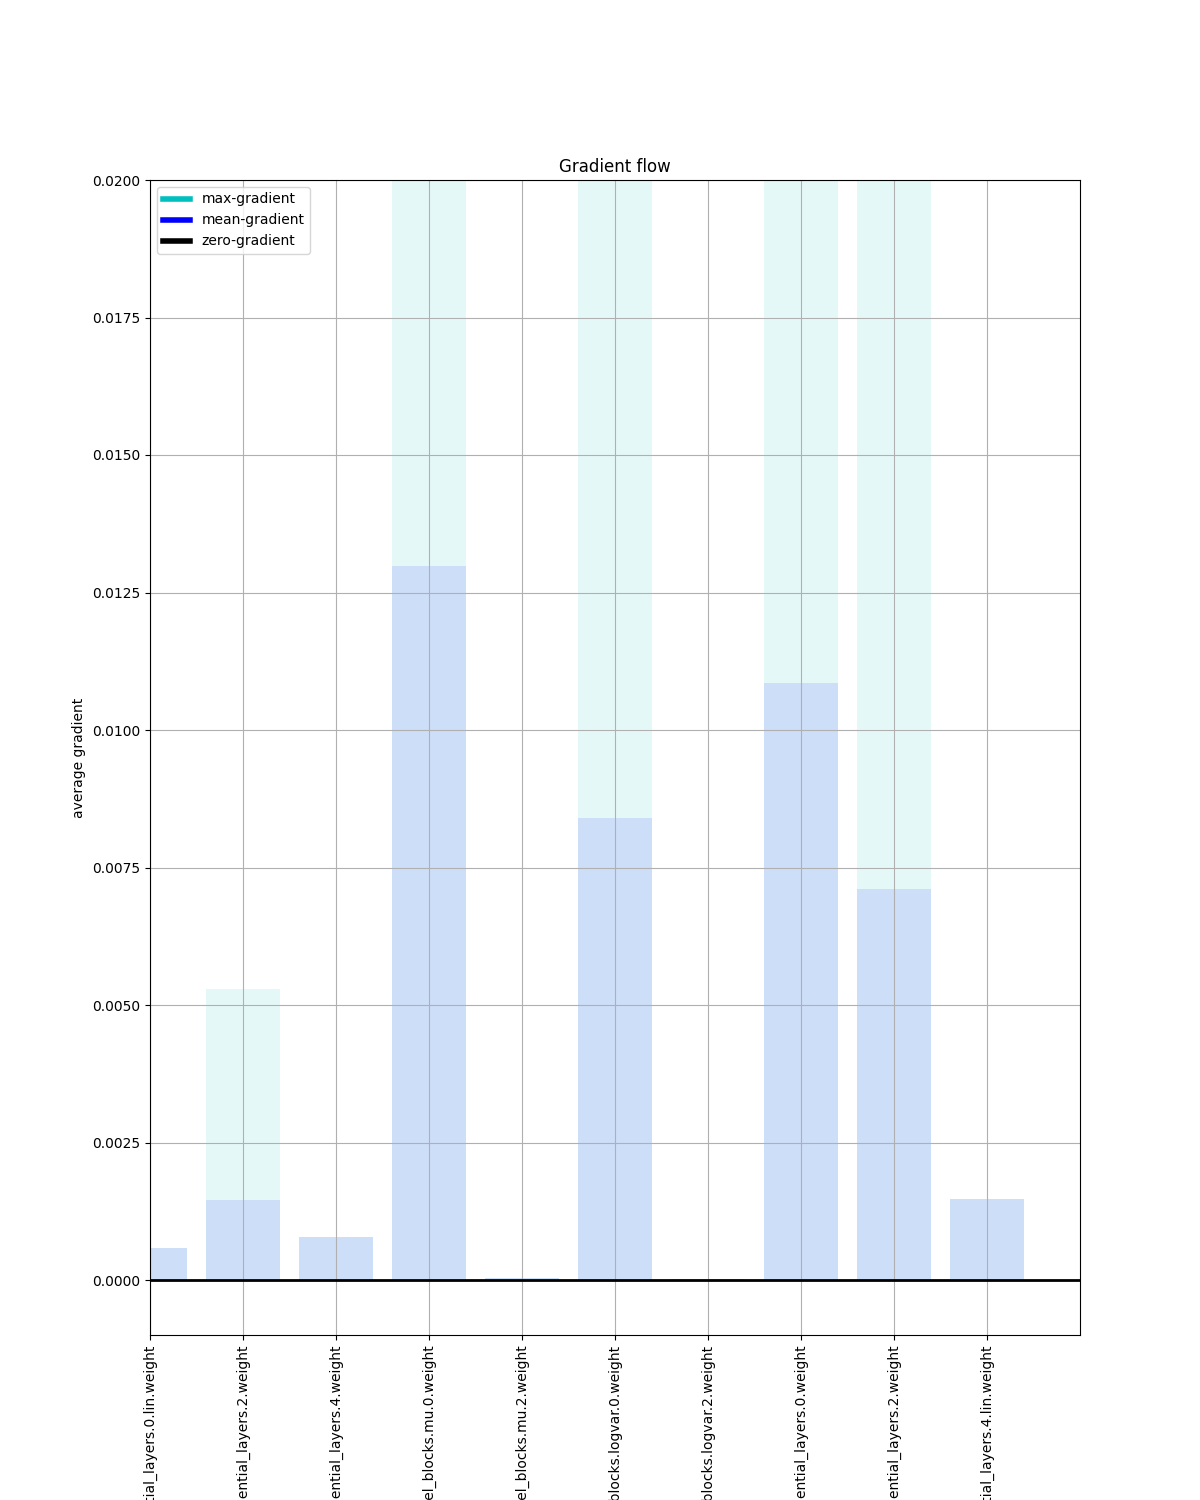 Gradient flow
max-gradient
mean-gradient
zero-gradient
0.0200
0.0175
0.0150
0.0125
0.0100
0.0075
0.0050
0.0025
0.0000
average gradient
tial_layers.0.lin.weight
ential_layers.2.weight
ential_layers.4.weight
el_blocks.mu.0.weight
el_blocks.mu.2.weight
blocks.logvar.0.weight
blocks.logvar.2.weight
ential_layers.0.weight
ential_layers.2.weight
tial_layers.4.lin.weight